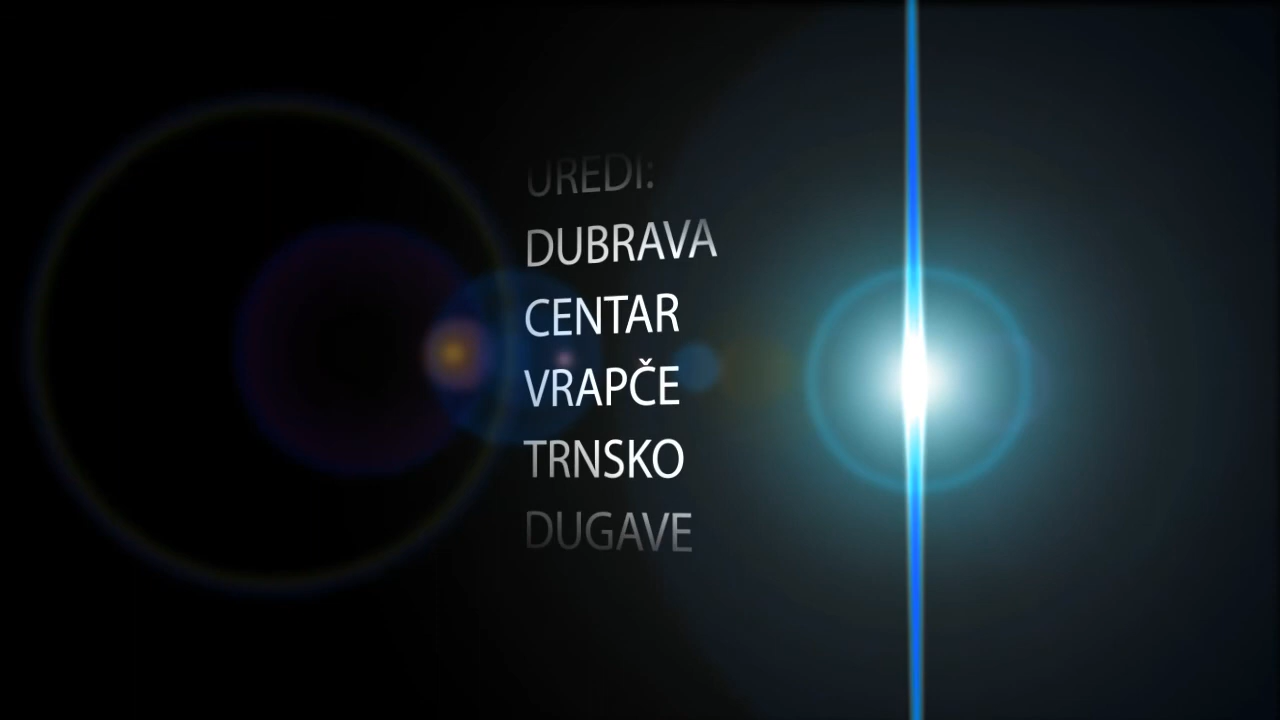 UREDI:
DUBRAVA
CENTAR
VRAPČE
TRNSKO
DUGAVE